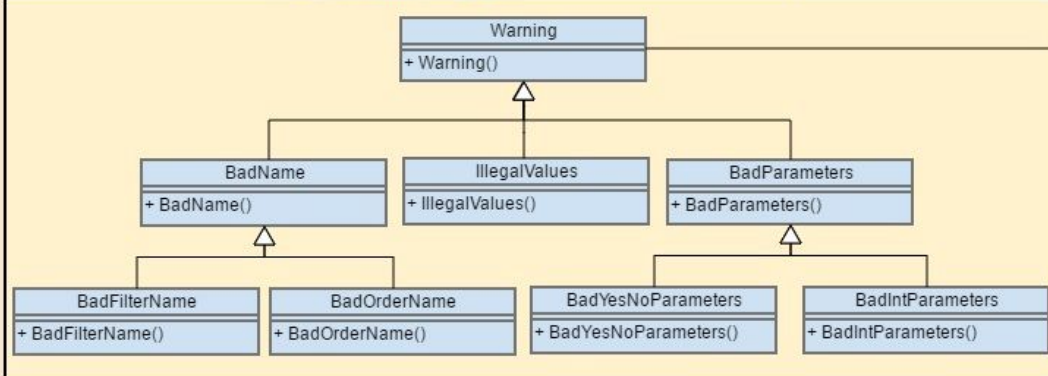 Warning
+ Warning()
BadName
+ BadName()
IllegalValues
+ IllegalValues()
BadParameters
+ BadParameters()
BadFilterName
+ BadFilterName()
BadOrderName
+ BadOrderName()
BadYesNoParameters
+ BadYesNoParameters()
BadIntParameters
+ BadIntParameters()